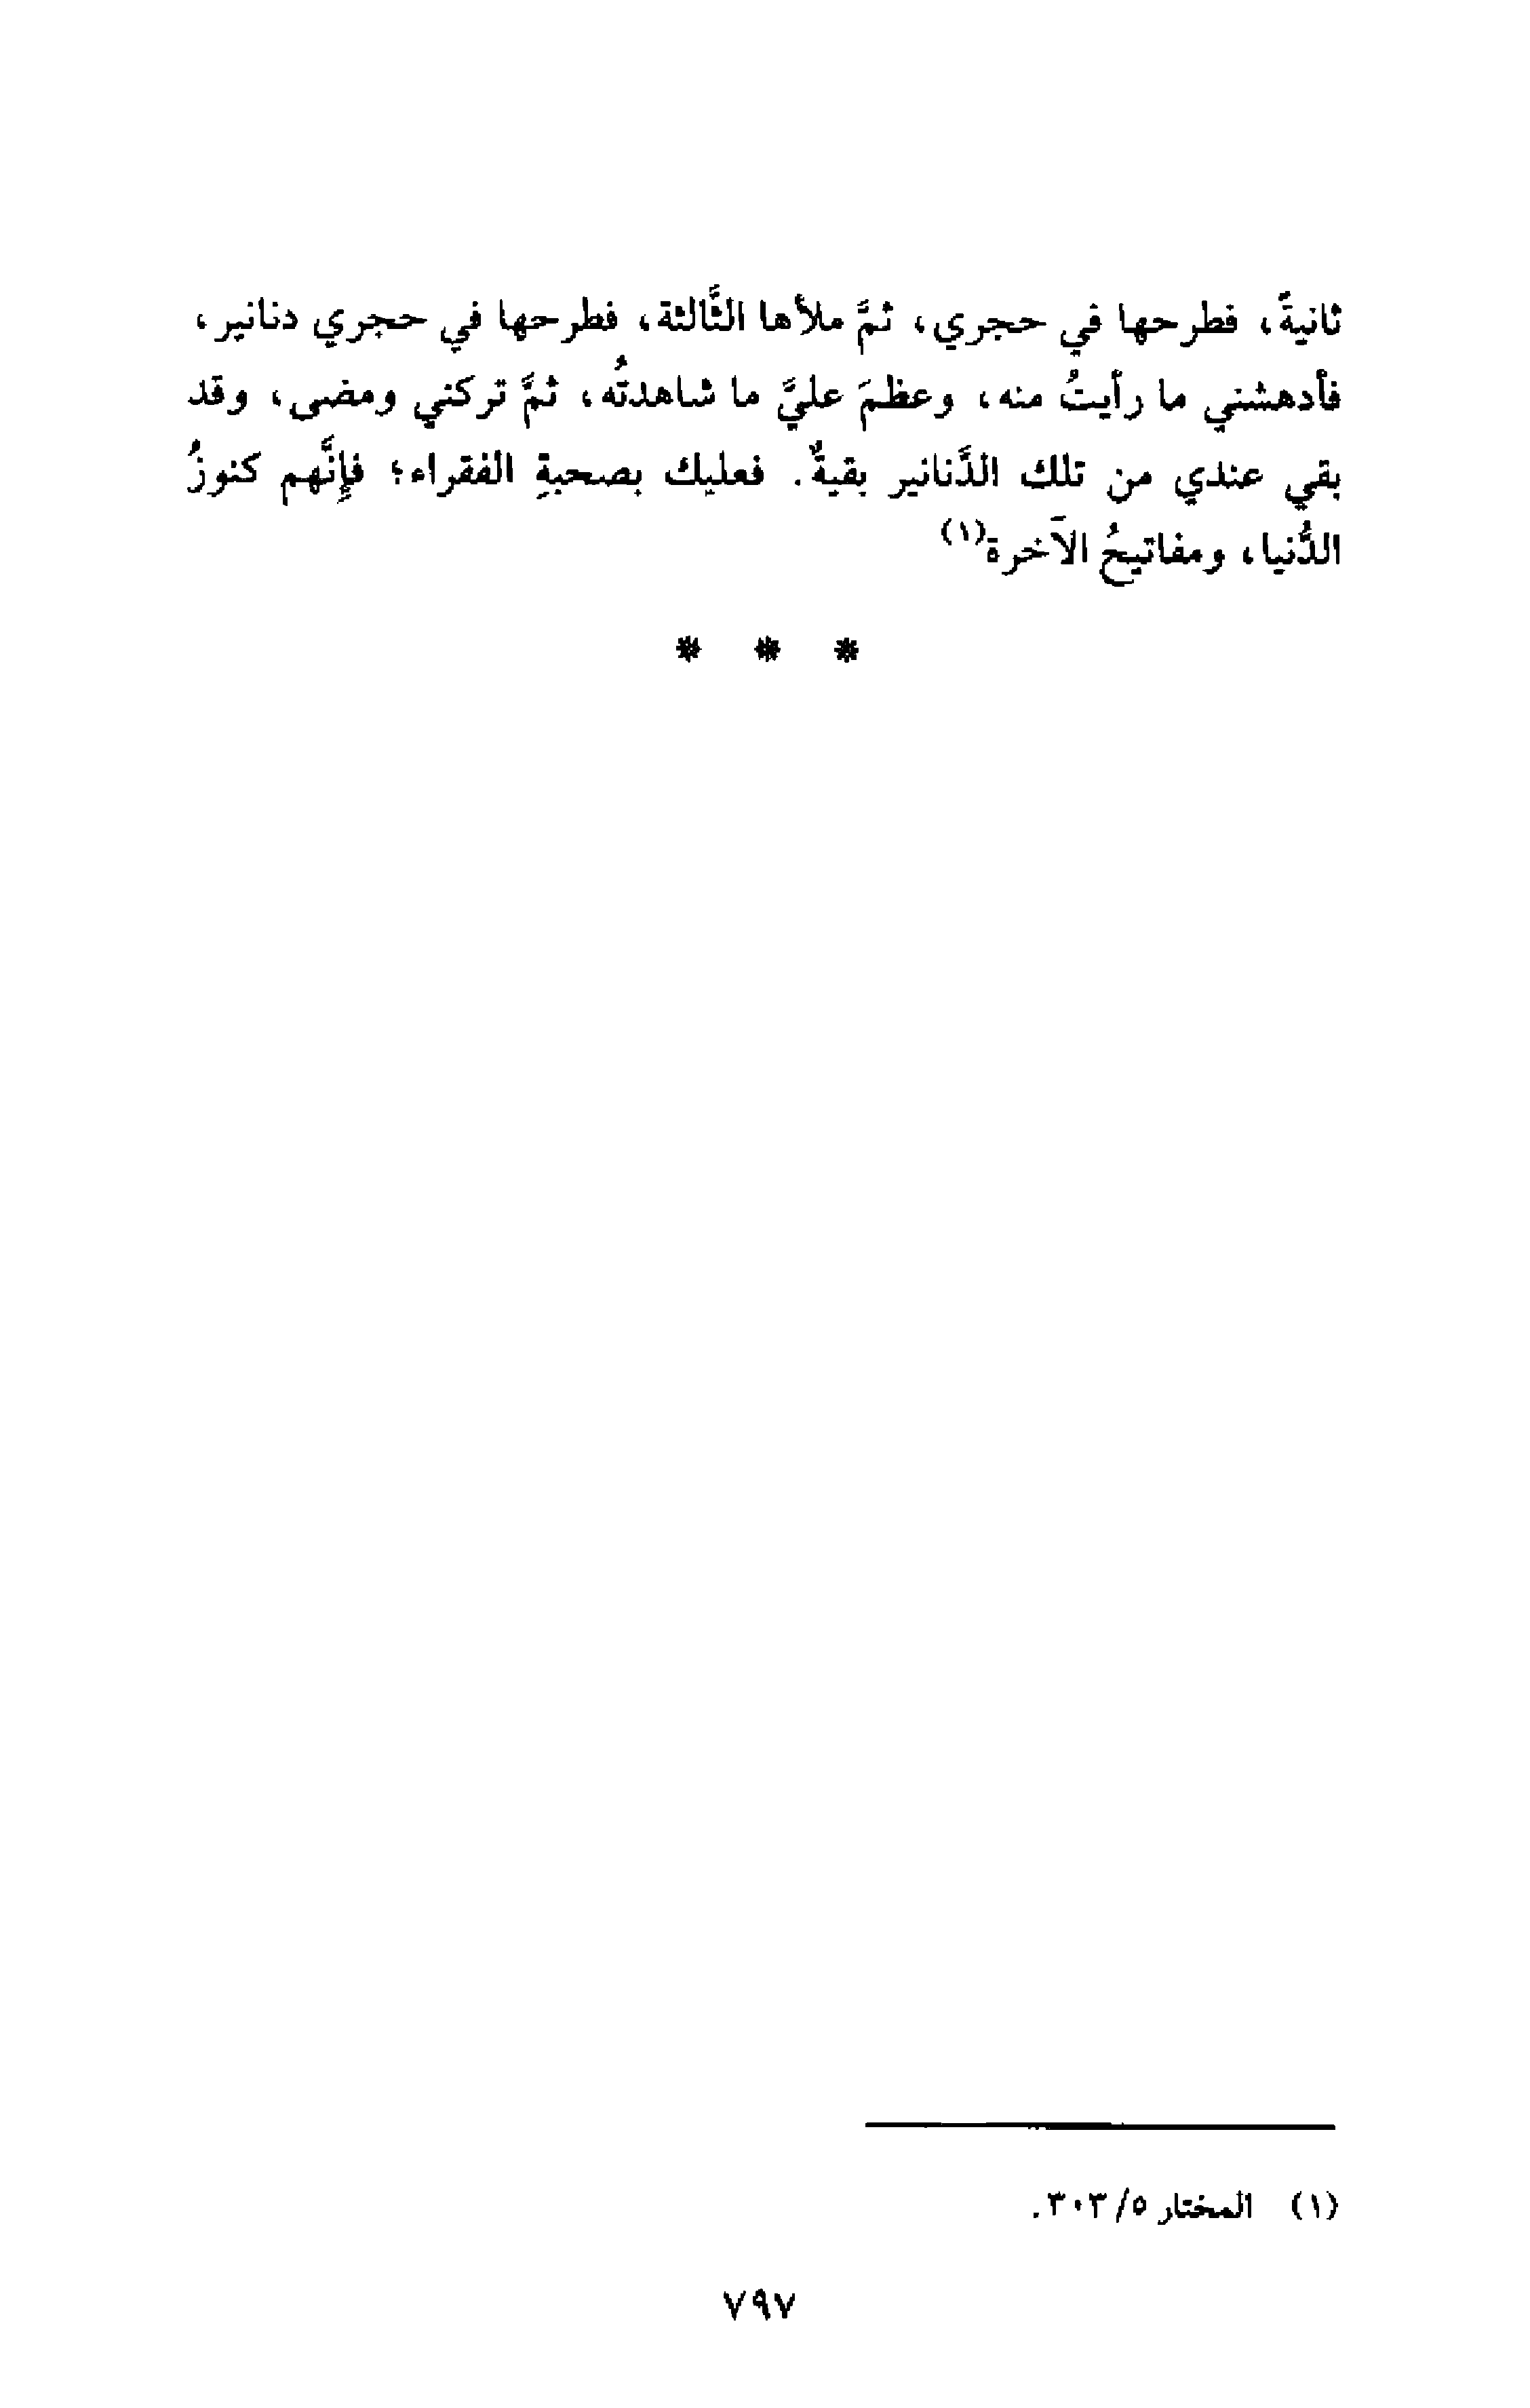 ثانيةً، فطرحها في حجري، ثمَّ ملأها الثَّالثة، فطرحها في حجري دنانير،
فأدهشني ما رأيتُ منه، وعظمَ عليَّ ما شاهدتُه، ثمَّ تركني ومضى، وقد
بقي عندي من تلك الدَّنانير بقيةٌ. فعليك بصحبةِ الفقراء؛ فإِنَّهم كنوزُ
الدُّنيا، ومفاتيحُ الآخرة(١)
* * *
(١) المختار ٥/٣٠٣.
٧٩٧